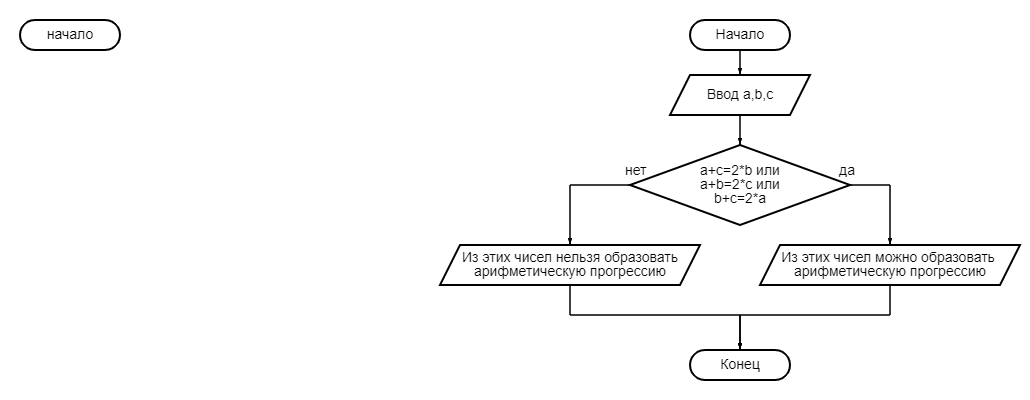 начало
Начало
Ввод a,b,c
нет
да
a+c=2*b или
a+b=2*c или
b+c=2*a
Из этих чисел нельзя образовать
арифметическую прогрессию
Из этих чисел можно образовать
арифметическую прогрессию
Конец